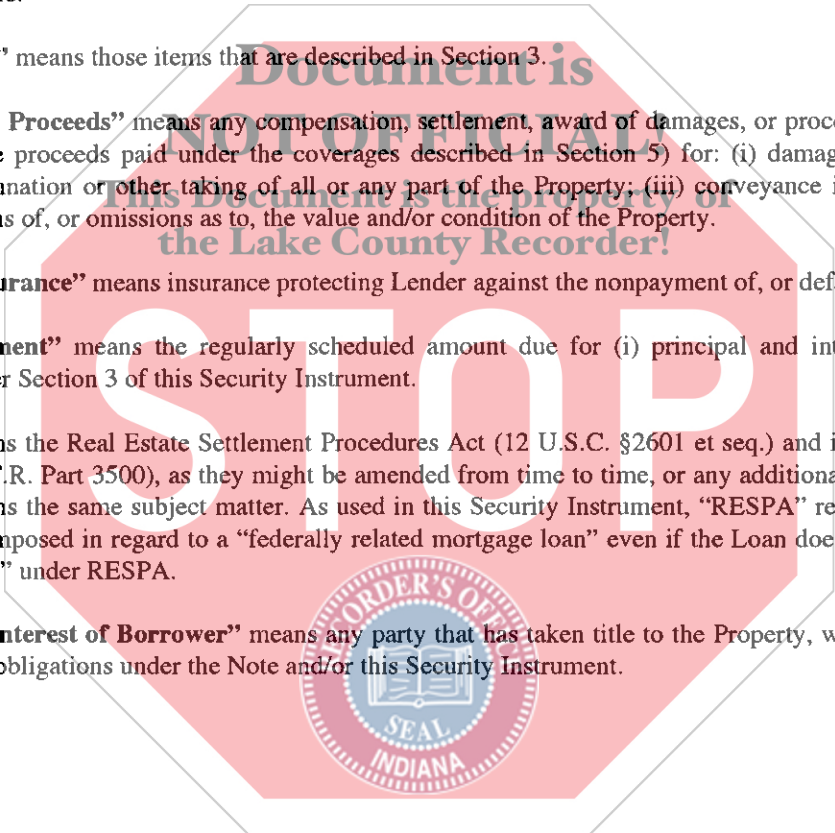 ” means those items that are described in Section 3.
Document is
Proceeds” means any compensation, settlement, award of damages, or proce
NOT OFFICIAL!
proceeds paid under the coverages described in Section 5) for: (i) damag
nation or other taking of all or any part of the Property; (iii) conveyance i
This Document is the property of
s of, or omissions as to, the value and/or condition of the Property.
the Lake County Recorder!
urance” means insurance protecting Lender against the nonpayment of, or def
STOP
nent” means the regularly scheduled amount due for (i) principal and int
r Section 3 of this Security Instrument.
s the Real Estate Settlement Procedures Act (12 U.S.C. §2601 et seq.) and i
.R. Part 3500), as they might be amended from time to time, or any additiona
s the same subject matter. As used in this Security Instrument, “RESPA” re
nposed in regard to a “federally related mortgage loan” even if the Loan doe
” under RESPA.
nterest of Borrower” means any party that has taken title to the Property, w
obligations under the Note and/or this Security Instrument.
RECORDER'S OFFICE
SEAL
INDIANA